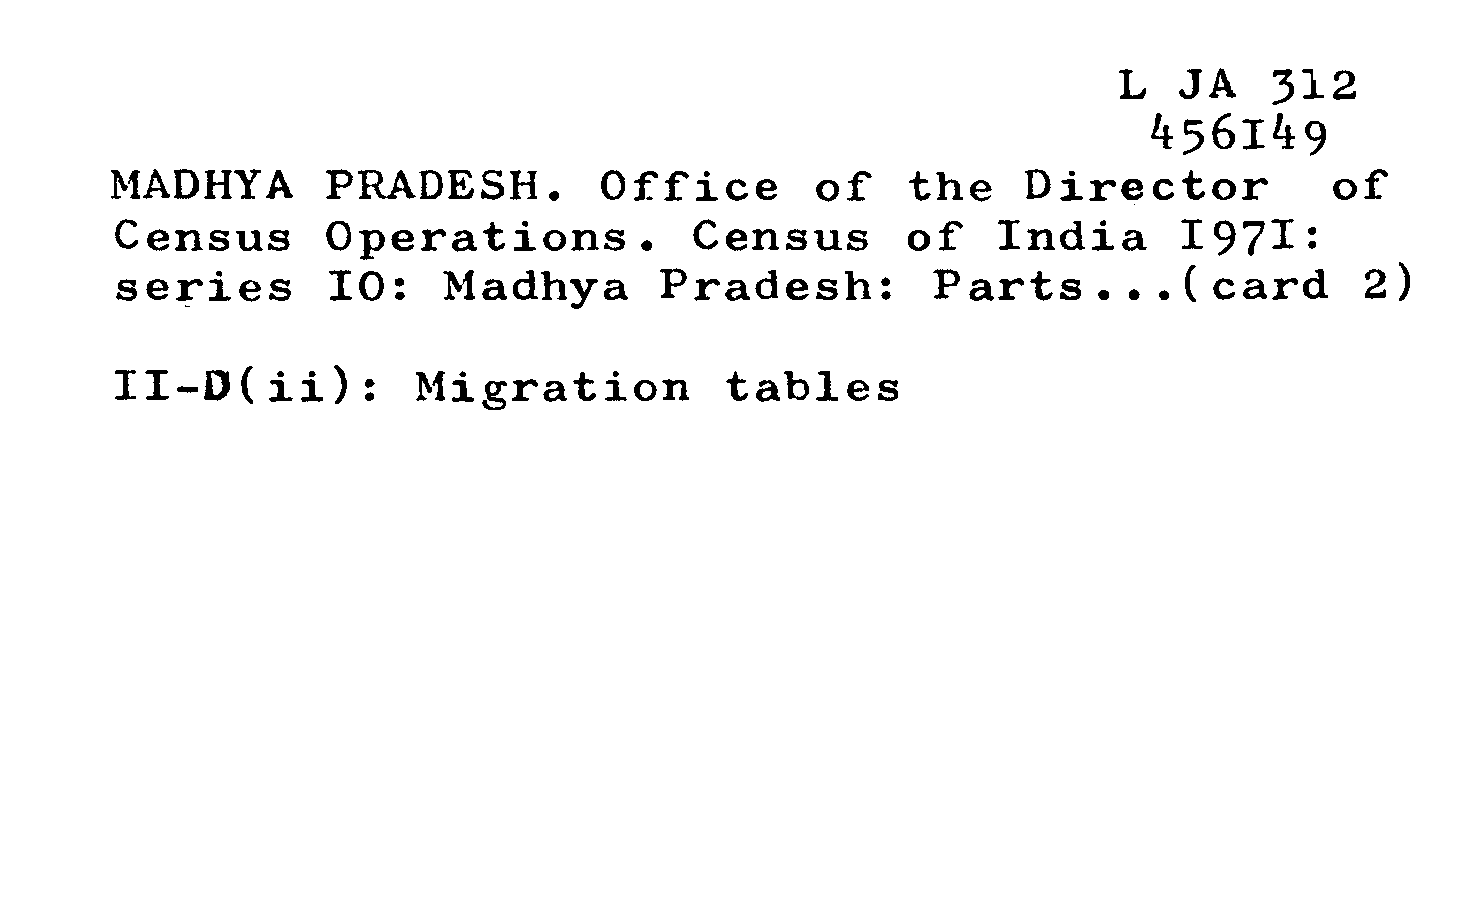 L JA 312
456I49
MADHYA PRADESH. Office of the Director of
Census Operations. Census of India I97I:
series IO: Madhya Pradesh: Parts...(card 2)
II-D(ii): Migration tables